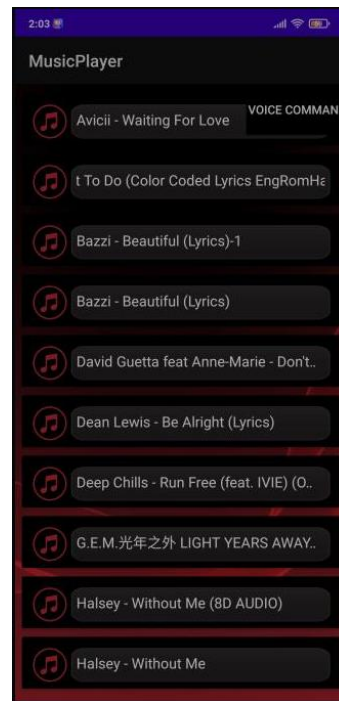 2:03
MusicPlayer
VOICE COMMAN
Avicii - Waiting For Love
t To Do (Color Coded Lyrics EngRomHa
Bazzi - Beautiful (Lyrics)-1
Bazzi - Beautiful (Lyrics)
David Guetta feat Anne-Marie - Don't..
Dean Lewis - Be Alright (Lyrics)
Deep Chills - Run Free (feat. IVIE) (O..
G.E.M.光年之外 LIGHT YEARS AWAY..
Halsey - Without Me (8D AUDIO)
Halsey - Without Me